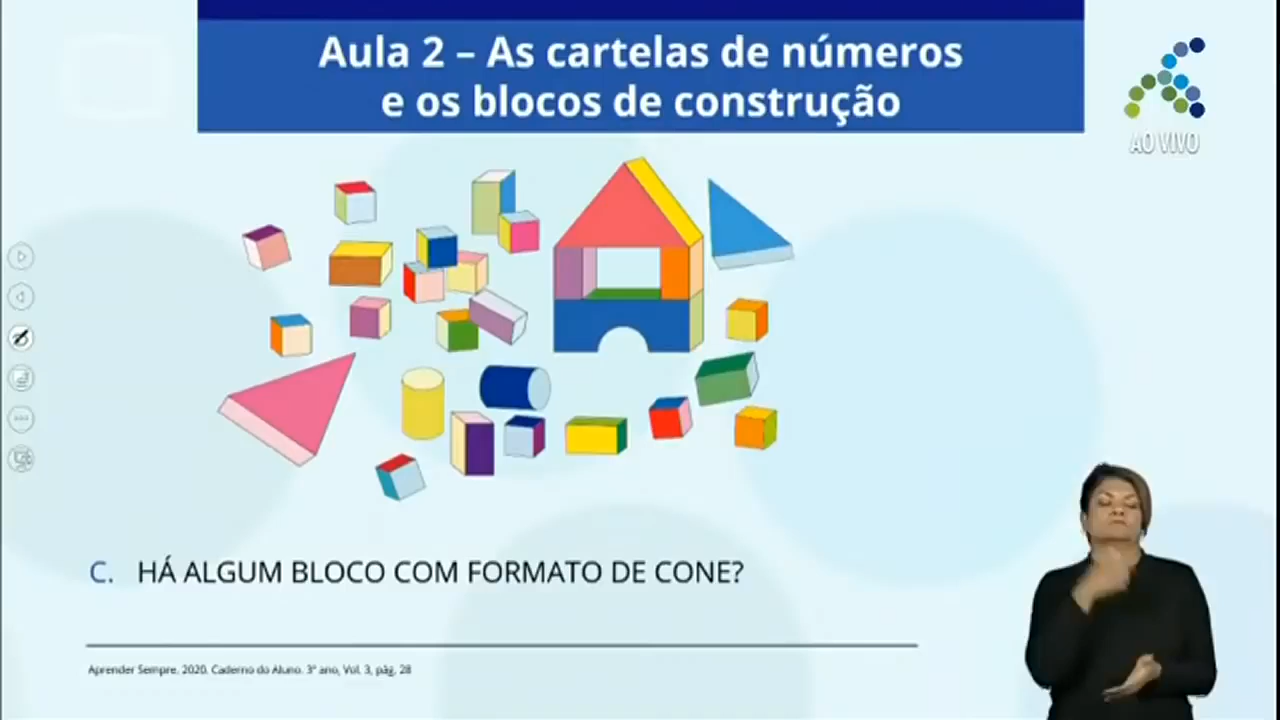 Aula 2 – As cartelas de números
e os blocos de construção
AO VIVO
C. HÁ ALGUM BLOCO COM FORMATO DE CONE?
Aprender Sempre, 2020. Caderno do Aluno. 3º ano, Vol. 3, pág. 28